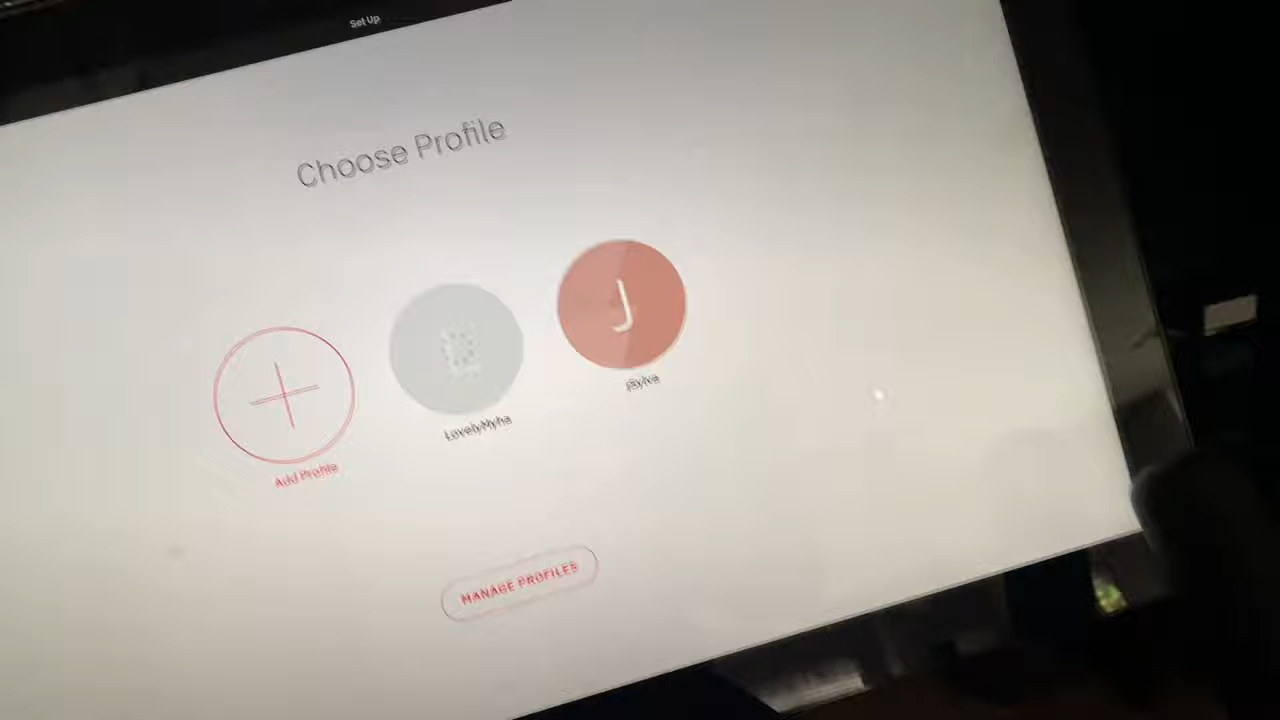 Set Up
Choose Profile
J
jsylva
LovelyMyha
Add Profile
MANAGE PROFILES